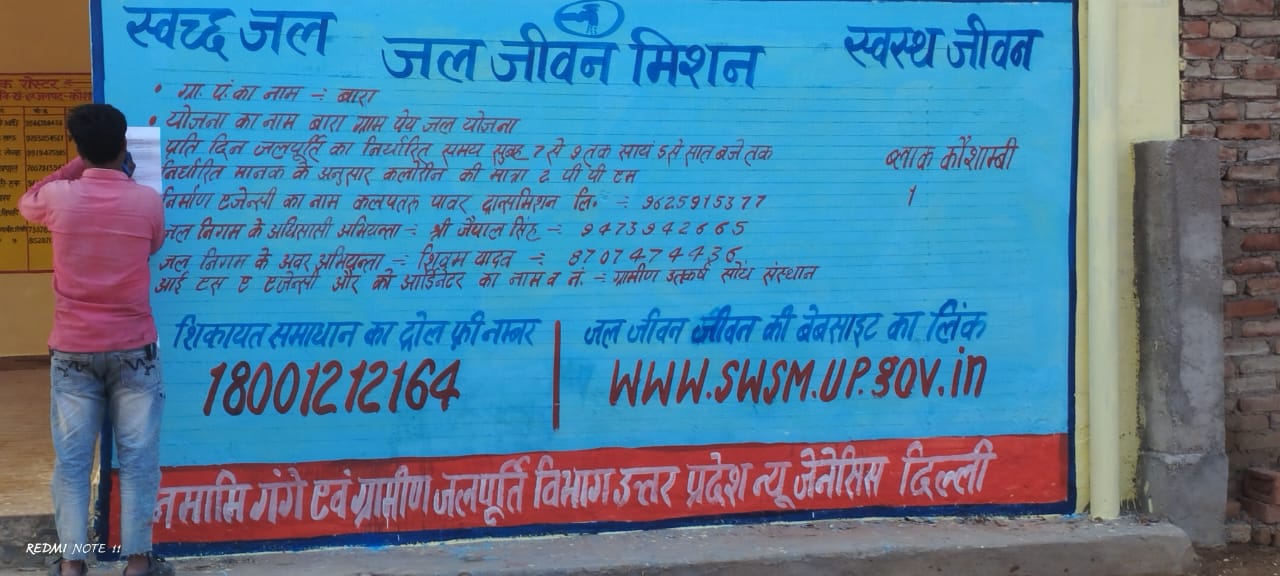 स्वच्छ जल
जल जीवन मिशन
स्वस्थ जीवन
• ग्रा. पं. का नाम ÷ बारा
• योजना का नाम बारा ग्राम पेय जल योजना
प्रति दिन जलपूर्ति का निर्धारित समय सुबह 7 से 9 तक सायं 5 से सात बजे तक
निर्धारित मानक के अनुसार कलोरीन की मात्रा 2 पी पी एम
ब्लाक कौशाम्बी
1
निर्माण एजेन्सी का नाम कलपतरु पावर ट्रान्समिशन लि. ÷ 9625915377
जल निगम के अधिसासी अभियन्ता ÷ श्री जैपाल सिंह ÷ 9473942665
जल निगम के अवर अभियन्ता ÷ शिवम यादव ÷ 8707474436
आई एस ए एजेन्सी और को आर्डिनेटर का नाम व नं. ÷ ग्रामीण उत्कर्ष सोंध संस्थान
शिकायत समाधान का ट्रोल फ्री नम्बर
18001212164
जल जीवन जीवन की बेबसाइट का लिंक
WWW.SWSM.UP.gov.in
नमामि गंगे एवं ग्रामीण जलपूर्ति विभाग उत्तर प्रदेश न्यू जेनेसिस दिल्ली
REDMI NOTE 11